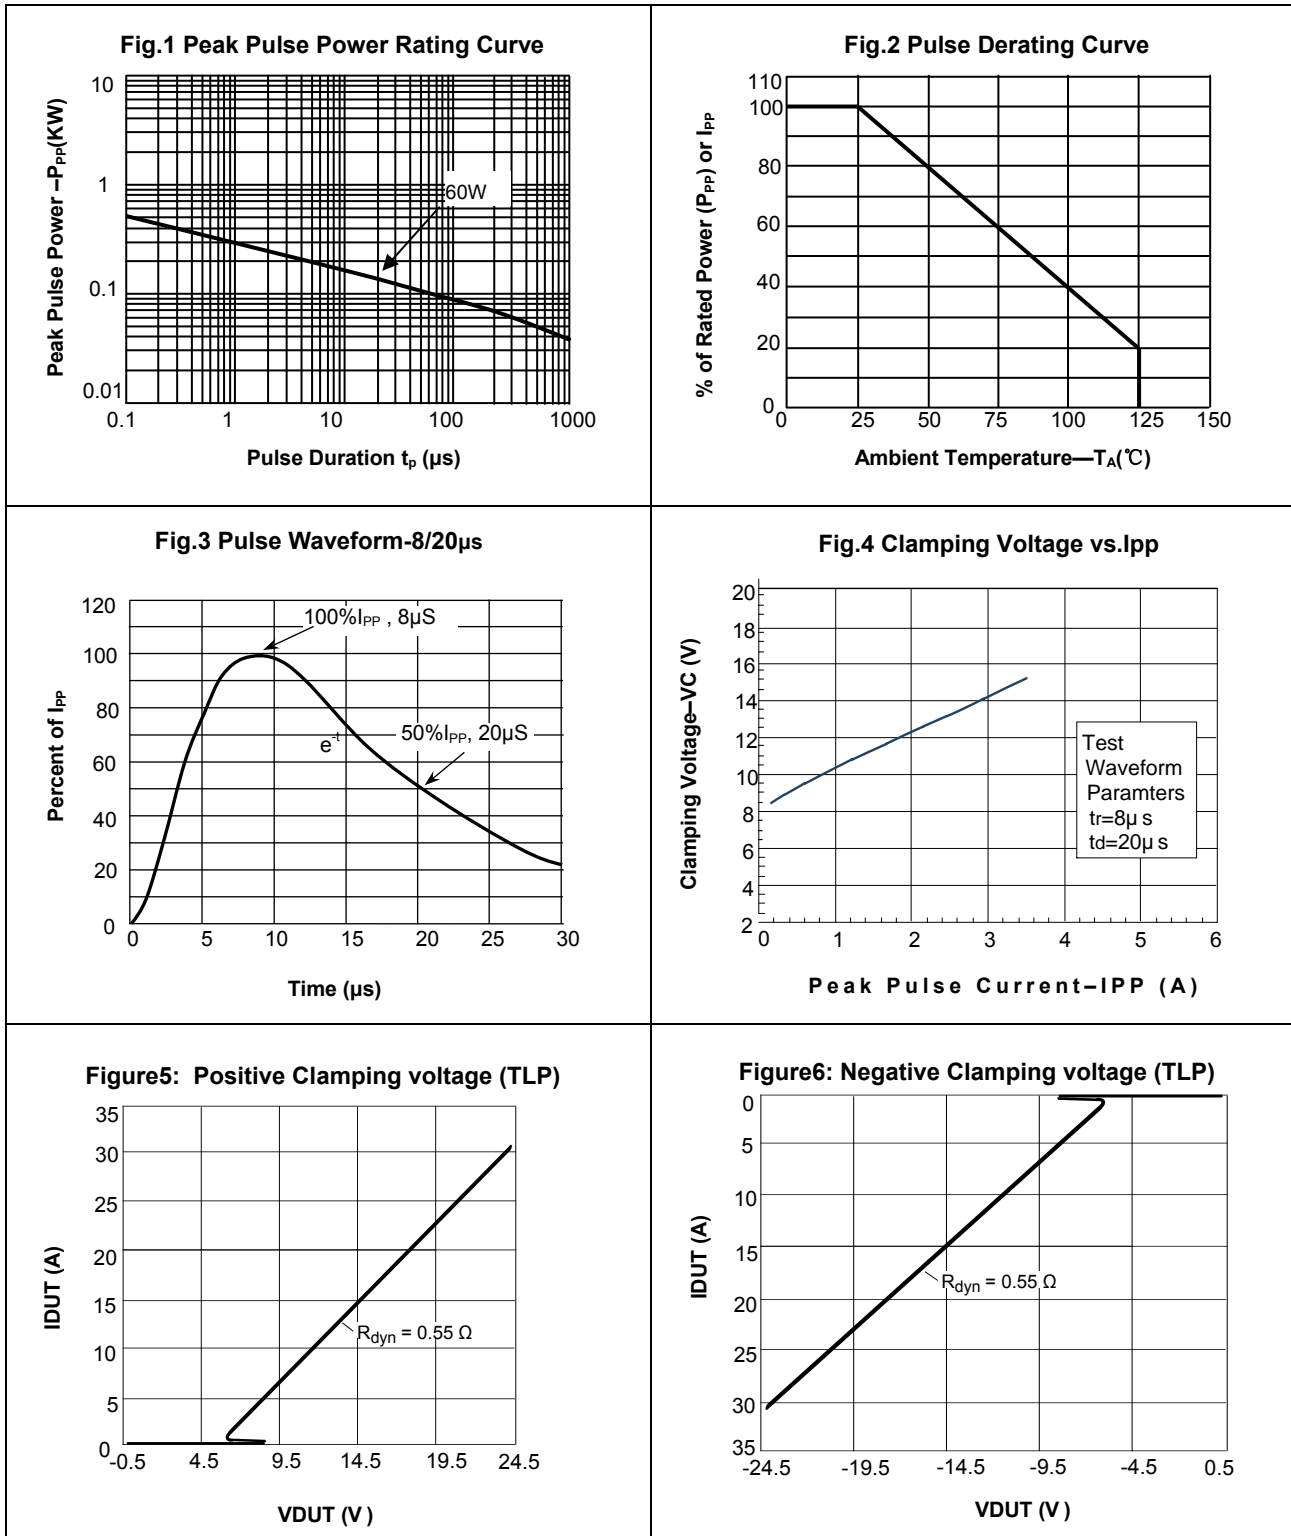 Fig.1 Peak Pulse Power Rating Curve
Peak Pulse Power –PPP(KW)
10
1
0.1
0.01
60W
0.1 1 10 100 1000
Pulse Duration tp (µs)
Fig.2 Pulse Derating Curve
% of Rated Power (PPP) or IPP
110
100
80
60
40
20
0
0 25 50 75 100 125 150
Ambient Temperature—TA(℃)
Fig.3 Pulse Waveform-8/20µs
Percent of IPP
120
100
80
60
40
20
0
100%IPP , 8µS
50%IPP, 20µS
e-t
0 5 10 15 20 25 30
Time (µs)
Fig.4 Clamping Voltage vs.Ipp
Clamping Voltage–VC (V)
20
18
16
14
12
10
8
6
4
2
Test
Waveform
Paramters
tr=8µ s
td=20µ s
0 1 2 3 4 5 6
Peak Pulse Current–IPP (A)
Figure5: Positive Clamping voltage (TLP)
IDUT (A)
35
30
25
20
15
10
5
0
Rdyn = 0.55 Ω
-0.5 4.5 9.5 14.5 19.5 24.5
VDUT (V )
Figure6: Negative Clamping voltage (TLP)
IDUT (A)
0
5
10
15
20
25
30
35
Rdyn = 0.55 Ω
-24.5 -19.5 -14.5 -9.5 -4.5 0.5
VDUT (V )